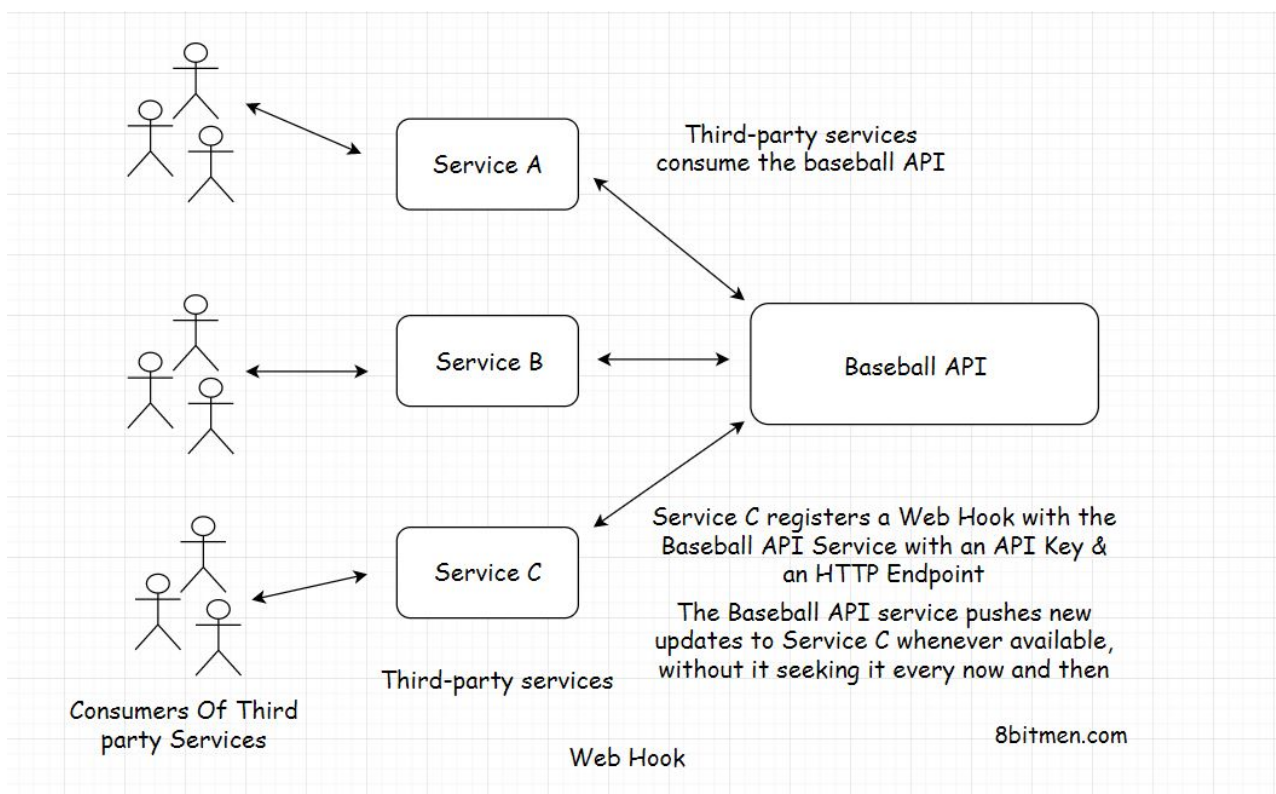 Service A
Third-party services
consume the baseball API
Service B
Baseball API
Service C
Service C registers a Web Hook with the
Baseball API Service with an API Key &
an HTTP Endpoint
The Baseball API service pushes new
updates to Service C whenever available,
without it seeking it every now and then
Third-party services
Consumers Of Third
party Services
8bitmen.com
Web Hook